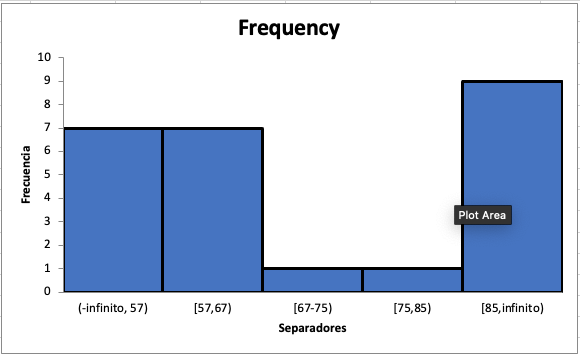 Frequency
10
9
8
7
6
5
4
3
2
1
0
Frecuencia
Plot Area
(-infinito, 57)
[57,67)
[67-75)
[75,85)
[85,infinito)
Separadores